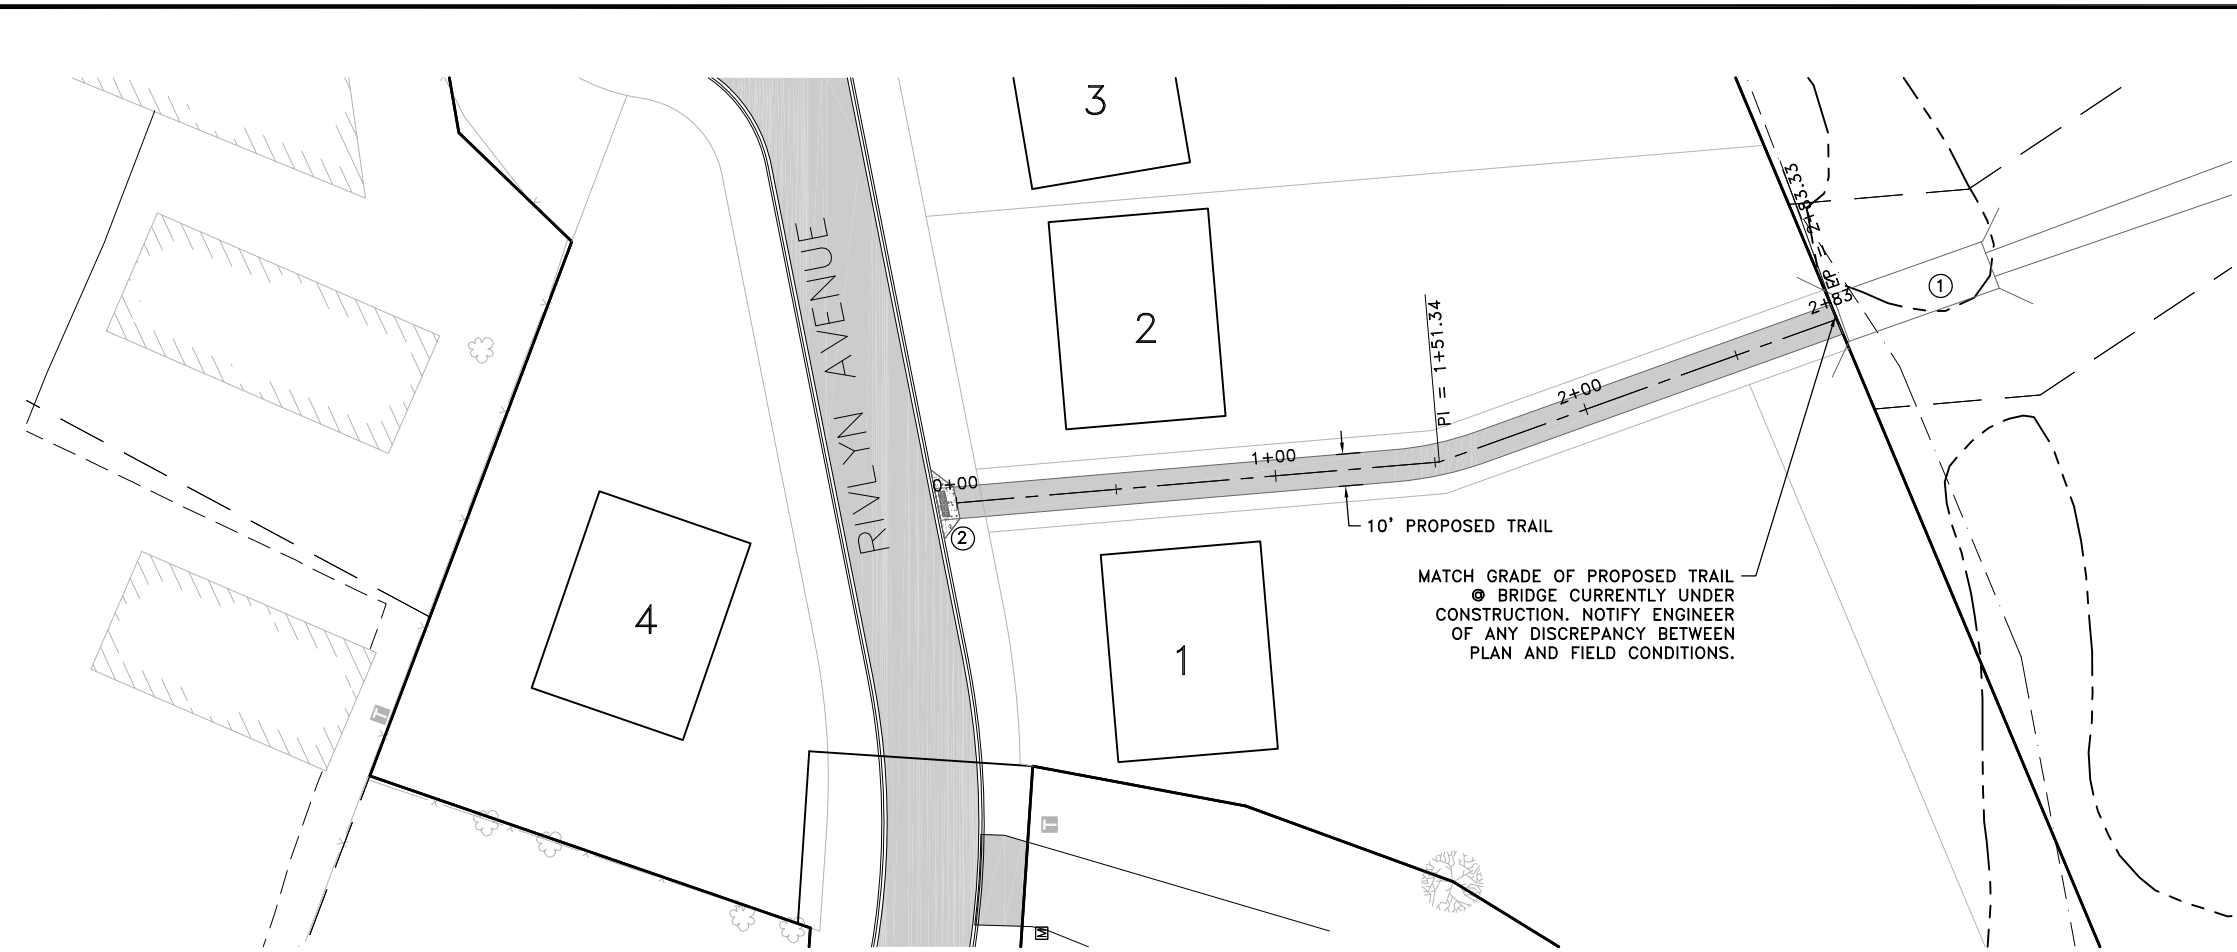 3
2
4
1
RIVLYN AVENUE
0+00
1+00
PI = 1+51.34
2+00
2+83
EP = 2+83.33
1
2
10' PROPOSED TRAIL
MATCH GRADE OF PROPOSED TRAIL
@ BRIDGE CURRENTLY UNDER
CONSTRUCTION. NOTIFY ENGINEER
OF ANY DISCREPANCY BETWEEN
PLAN AND FIELD CONDITIONS.
T
T
M